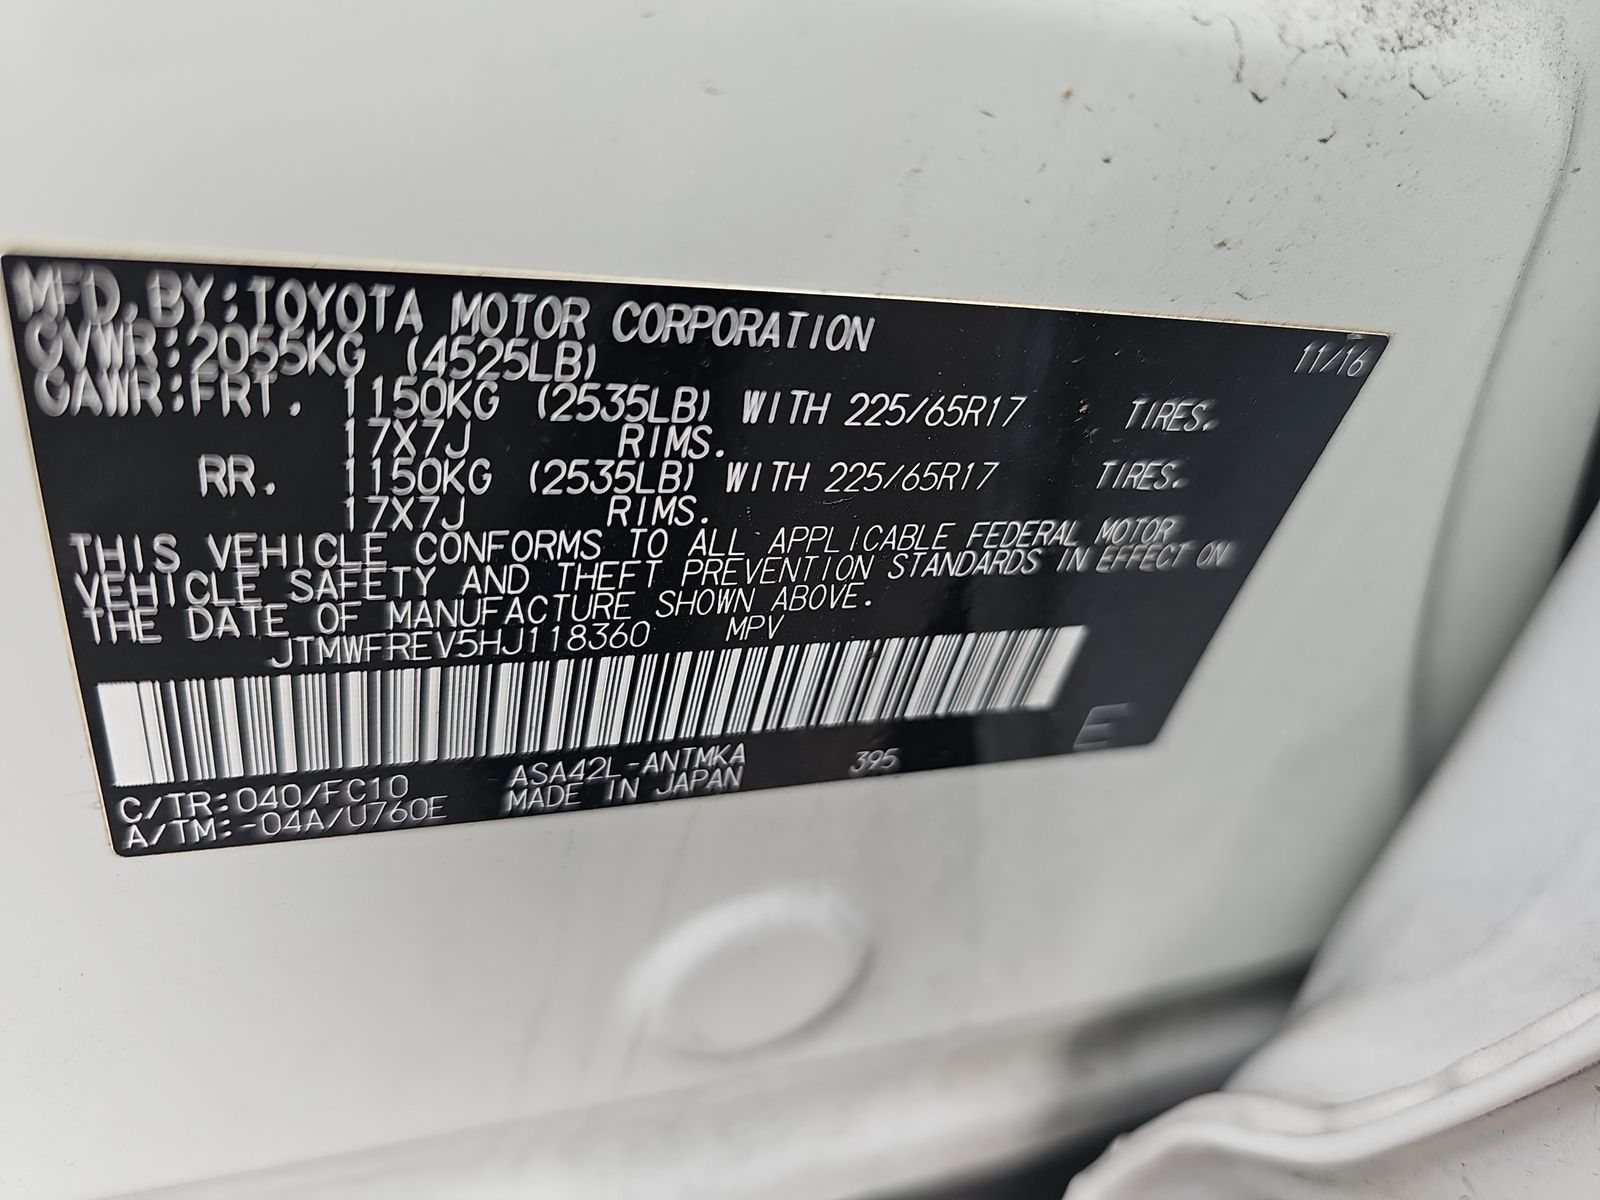 MFD. BY: TOYOTA MOTOR CORPORATION 11/16
GVWR: 2055KG (4525LB)
GAWR: FRT. 1150KG (2535LB) WITH 225/65R17 TIRES.
17X7J RIMS.
RR. 1150KG (2535LB) WITH 225/65R17 TIRES.
17X7J RIMS.
THIS VEHICLE CONFORMS TO ALL APPLICABLE FEDERAL MOTOR
VEHICLE SAFETY AND THEFT PREVENTION STANDARDS IN EFFECT ON
THE DATE OF MANUFACTURE SHOWN ABOVE.
JTMWFREV5HJ118360 MPV
C/TR: 040/FC10 ASA42L-ANTMKA 395 E
A/TM: -04A/U760E MADE IN JAPAN